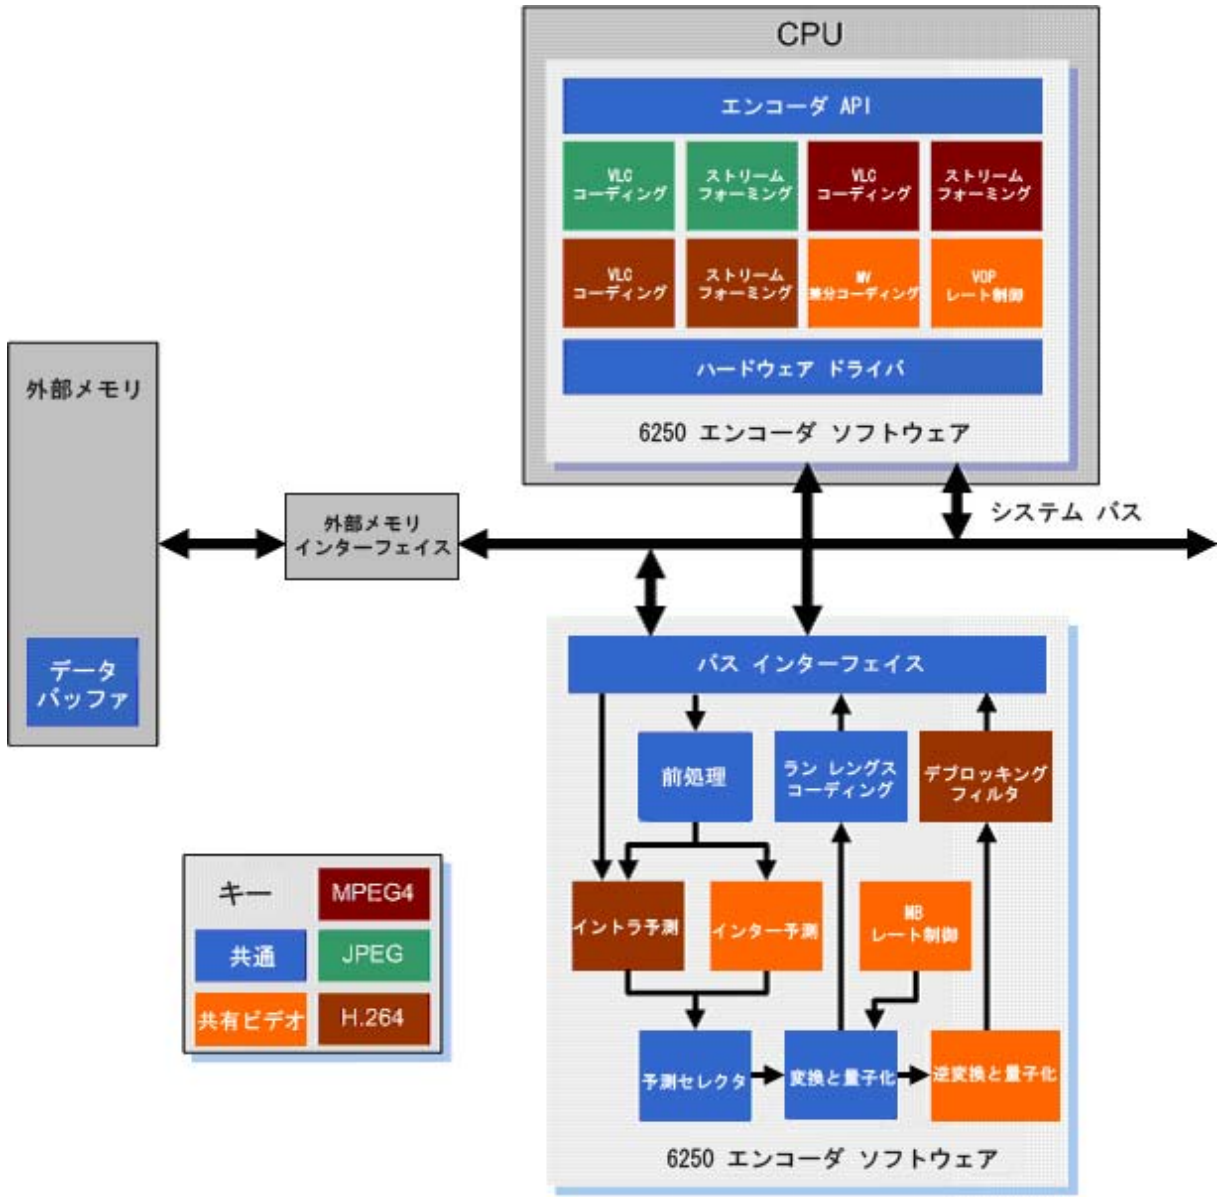 CPU
エンコーダ API
VLC
コーディング
ストリーム
フォーミング
VLC
コーディング
ストリーム
フォーミング
VLC
コーディング
ストリーム
フォーミング
MV
差分コーディング
VOP
レート制御
ハードウェア ドライバ
6250 エンコーダ ソフトウェア
外部メモリ
データ
バッファ
外部メモリ
インターフェイス
システム バス
バス インターフェイス
前処理
ラン レングス
コーディング
デブロッキング
フィルタ
イントラ予測
インター予測
MB
レート制御
予測セレクタ
変換と量子化
逆変換と量子化
6250 エンコーダ ソフトウェア
キー
MPEG4
共通
JPEG
共有ビデオ
H.264